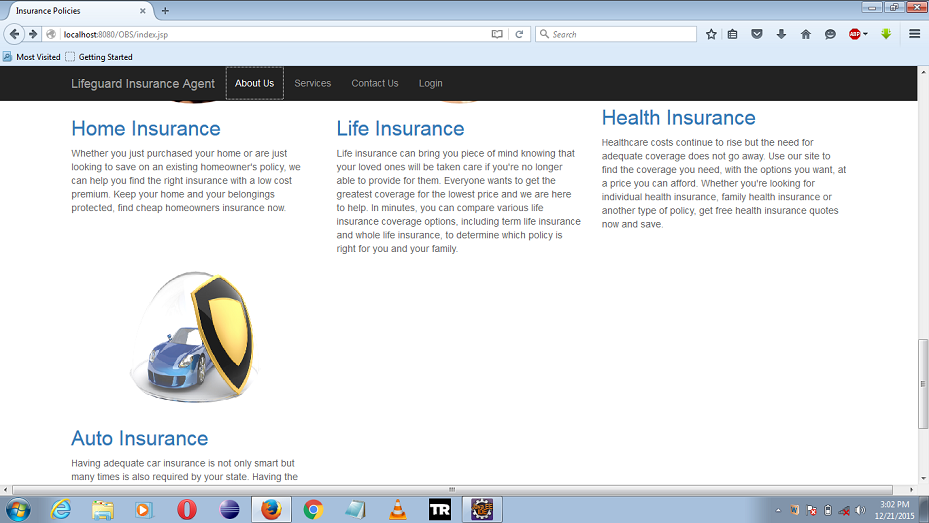 Insurance Policies
localhost:8080/OBS/index.jsp
Search
ABP
Most Visited
Getting Started
Lifeguard Insurance Agent
About Us
Services
Contact Us
Login
Home Insurance
Whether you just purchased your home or are just
looking to save on an existing homeowner's policy, we
can help you find the right insurance with a low cost
premium. Keep your home and your belongings
protected, find cheap homeowners insurance now.
Life Insurance
Life insurance can bring you piece of mind knowing that
your loved ones will be taken care if you're no longer
able to provide for them. Everyone wants to get the
greatest coverage for the lowest price and we are here
to help. In minutes, you can compare various life
insurance coverage options, including term life insurance
and whole life insurance, to determine which policy is
right for you and your family.
Health Insurance
Healthcare costs continue to rise but the need for
adequate coverage does not go away. Use our site to
find the coverage you need, with the options you want, at
a price you can afford. Whether you're looking for
individual health insurance, family health insurance or
another type of policy, get free health insurance quotes
now and save.
Auto Insurance
Having adequate car insurance is not only smart but
many times is also required by your state. Having the
TR
3:02 PM
12/21/2015